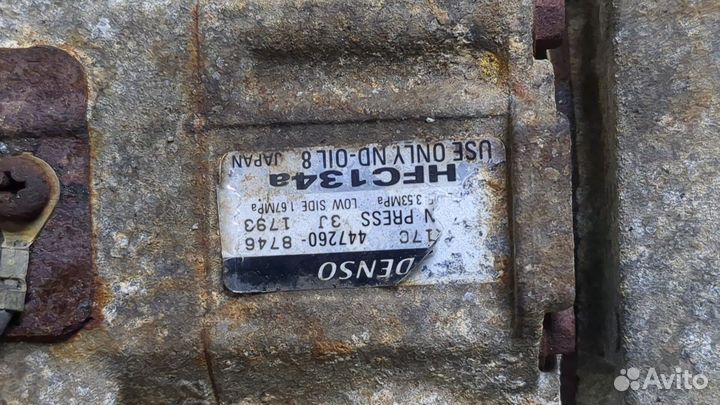 DENSO
17C 447260-8746
N PRESS 3J 1793
3.53MPa LOW SIDE 1.67MPa
HFC134a
USE ONLY ND-OIL 8 JAPAN
Avito